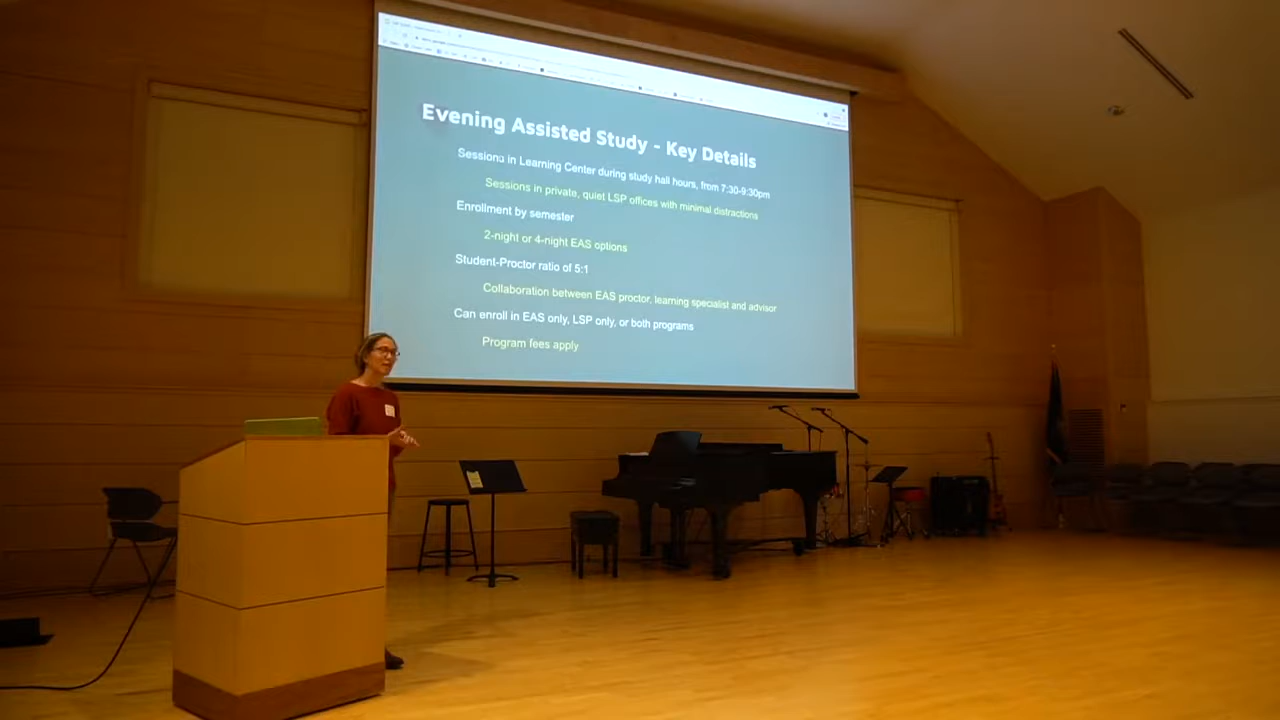 Evening Assisted Study - Key Details
Sessions in Learning Center during study hall hours, from 7:30-9:30pm
Sessions in private, quiet LSP offices with minimal distractions
Enrollment by semester
2-night or 4-night EAS options
Student-Proctor ratio of 5:1
Collaboration between EAS proctor, learning specialist and advisor
Can enroll in EAS only, LSP only, or both programs
Program fees apply